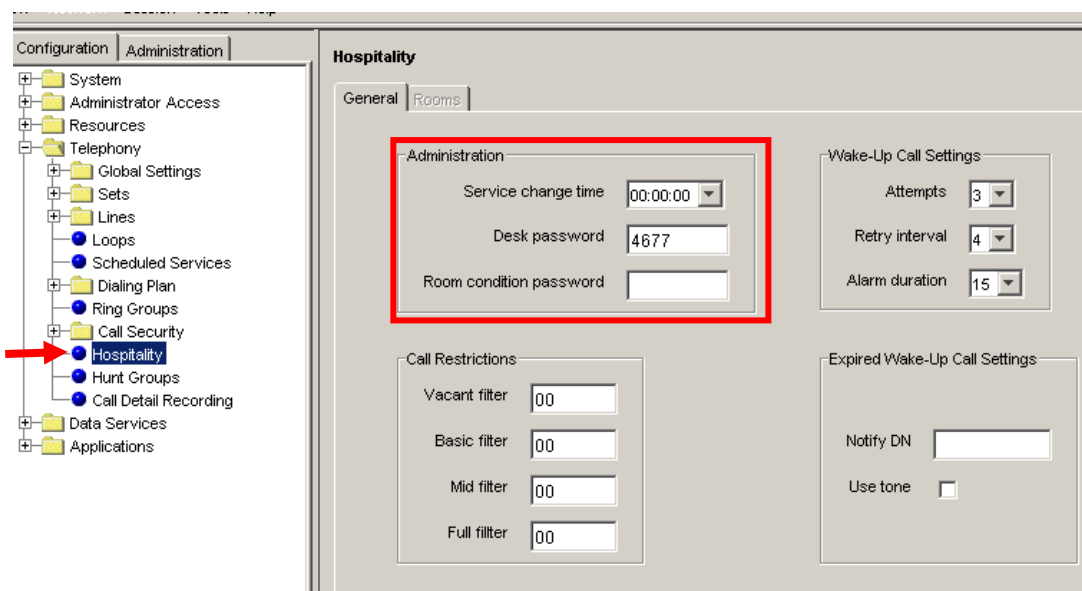 Configuration Administration
System
Administrator Access
Resources
Telephony
Global Settings
Sets
Lines
Loops
Scheduled Services
Dialing Plan
Ring Groups
Call Security
Hospitality
Hunt Groups
Call Detail Recording
Data Services
Applications
Hospitality
General Rooms
Administration
Service change time 00:00:00
Desk password 4677
Room condition password
Wake-Up Call Settings
Attempts 3
Retry interval 4
Alarm duration 15
Call Restrictions
Vacant filter 00
Basic filter 00
Mid filter 00
Full fillter 00
Expired Wake-Up Call Settings
Notify DN
Use tone